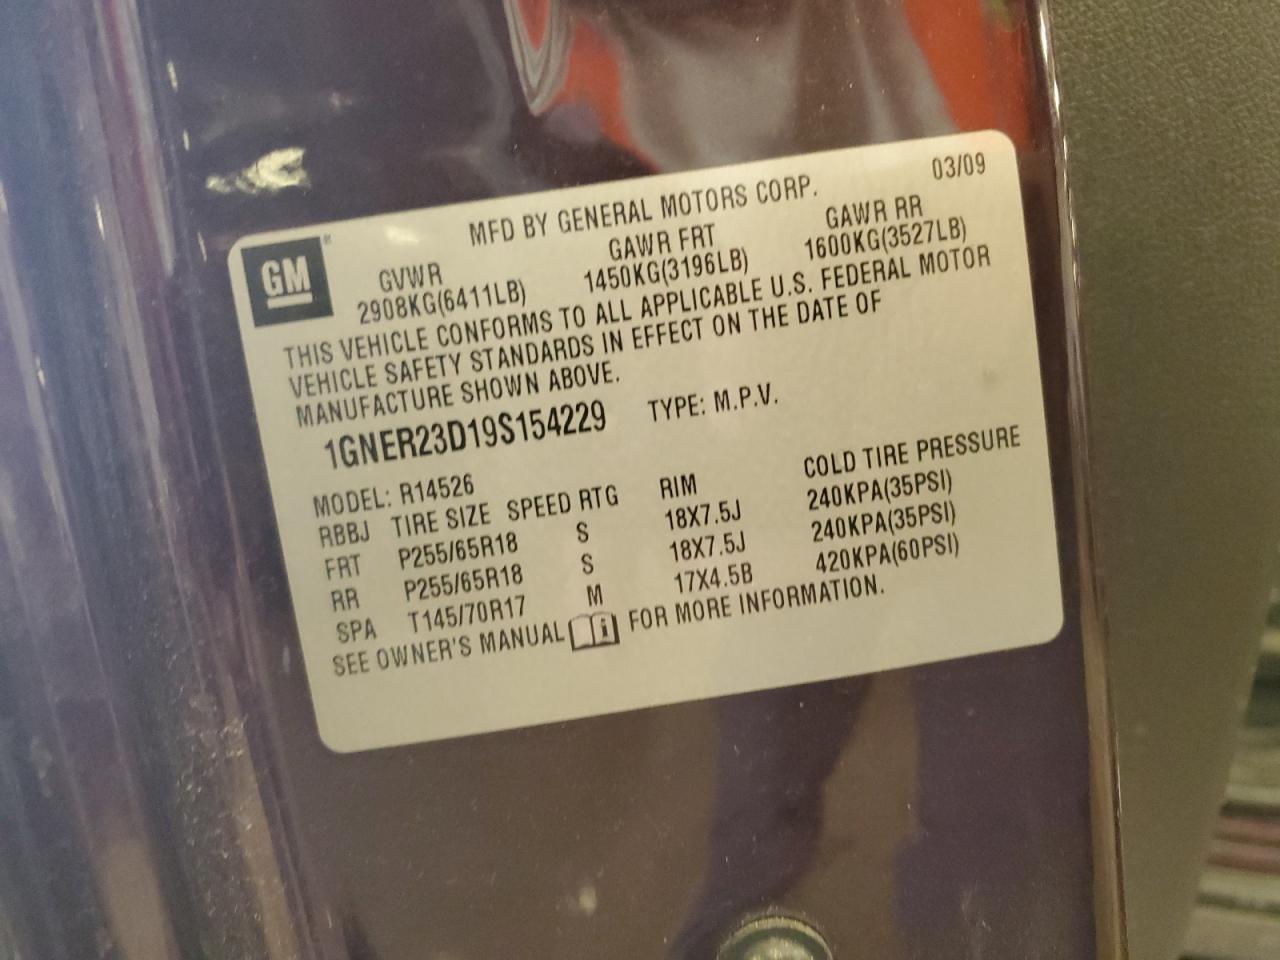 03/09
MFD BY GENERAL MOTORS CORP.
GM
GVWR GAWR FRT GAWR RR
2908KG(6411LB) 1450KG(3196LB) 1600KG(3527LB)
THIS VEHICLE CONFORMS TO ALL APPLICABLE U.S. FEDERAL MOTOR
VEHICLE SAFETY STANDARDS IN EFFECT ON THE DATE OF
MANUFACTURE SHOWN ABOVE.
1GNER23D19S154229 TYPE: M.P.V.
MODEL: R14526
RBBJ TIRE SIZE SPEED RTG RIM COLD TIRE PRESSURE
FRT P255/65R18 S 18X7.5J 240KPA(35PSI)
RR P255/65R18 S 18X7.5J 240KPA(35PSI)
SPA T145/70R17 M 17X4.5B 420KPA(60PSI)
SEE OWNER'S MANUAL i FOR MORE INFORMATION.